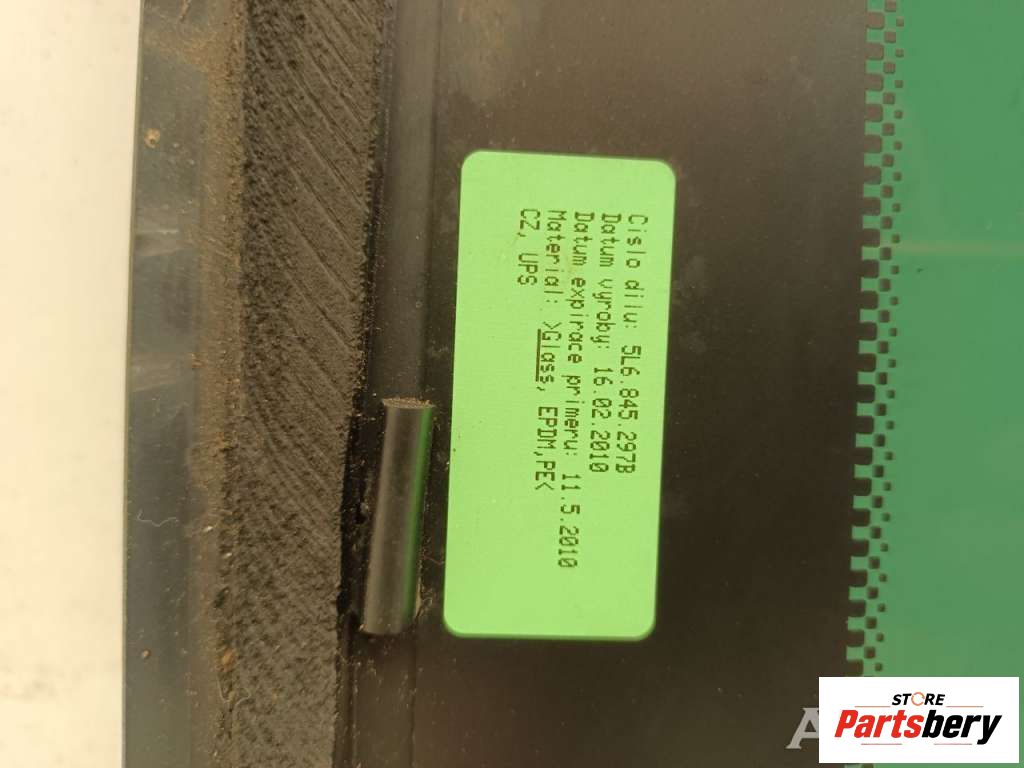 Cislo dilu: 5L6.845.297B
Datum vyroby: 16.02.2010
Datum expirace primeru: 11.5.2010
Material: >Glass, EPDM,PE<
CZ, UPS
STORE
Partsbery